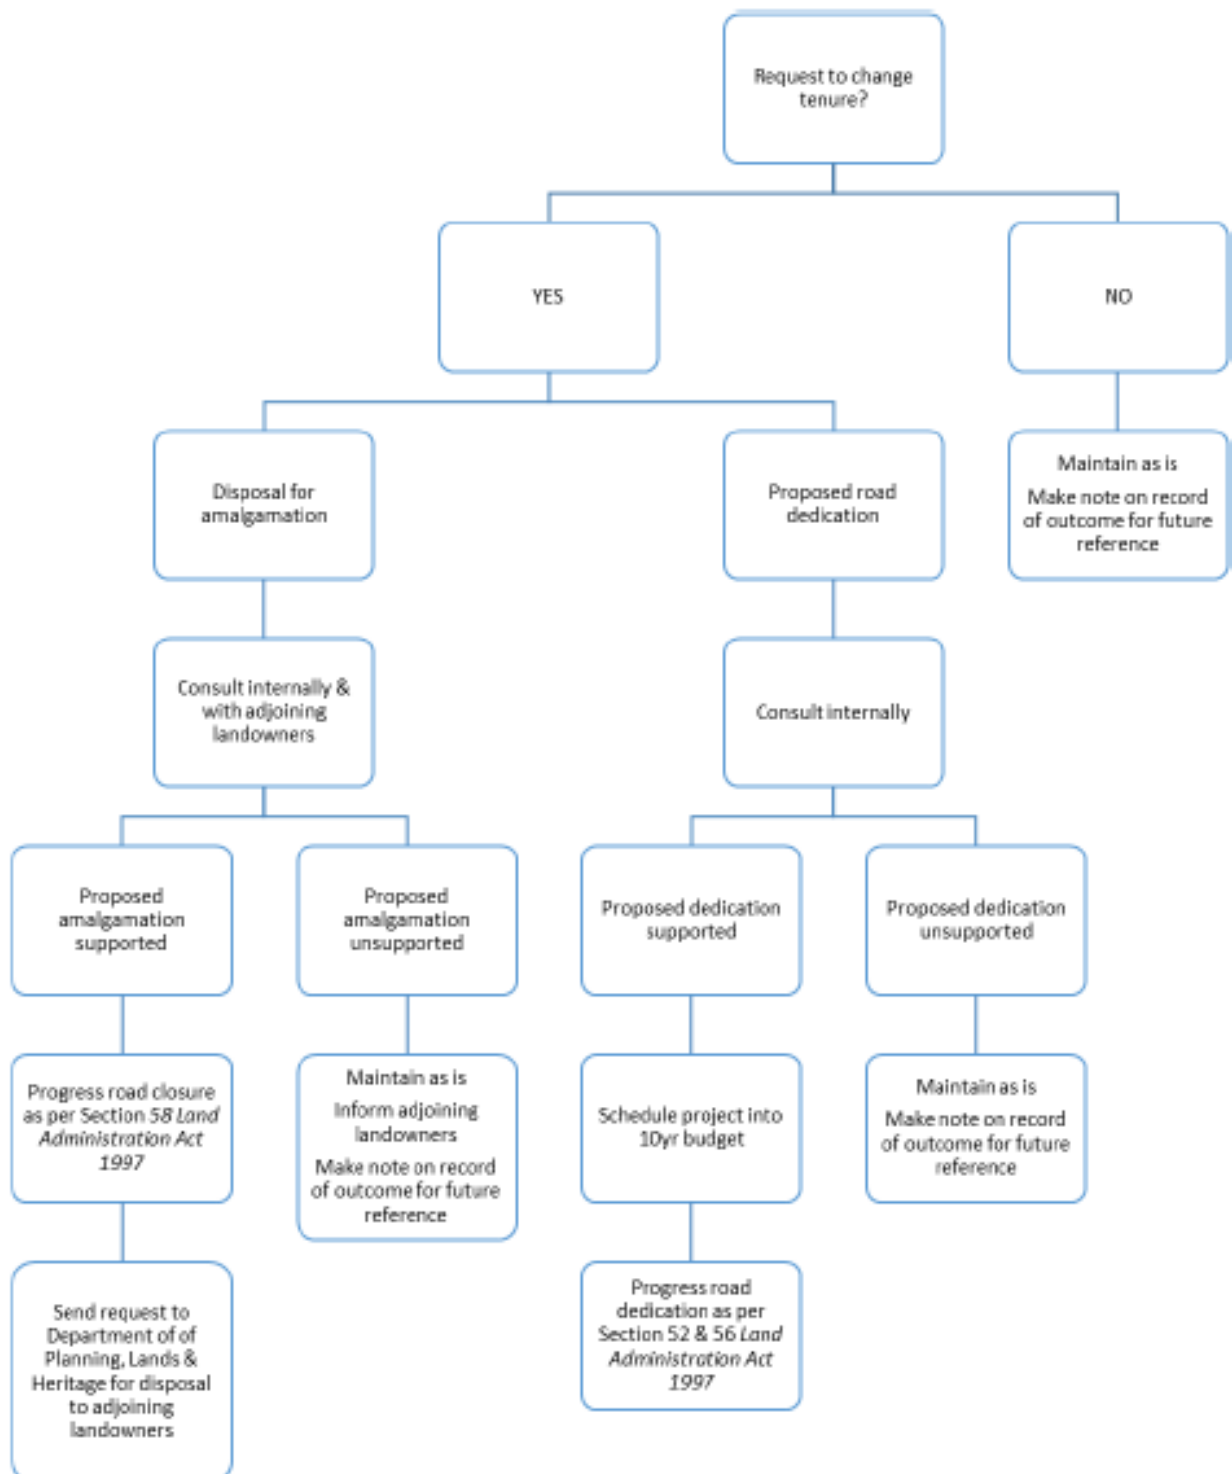 Request to change
tenure?
YES
NO
Disposal for
amalgamation
Proposed road
dedication
Maintain as is
Make note on record
of outcome for future
reference
Consult internally &
with adjoining
landowners
Consult internally
Proposed
amalgamation
supported
Proposed
amalgamation
unsupported
Proposed dedication
supported
Proposed dedication
unsupported
Progress road closure
as per Section 58 Land
Administration Act
1997
Maintain as is
Inform adjoining
landowners
Make note on record
of outcome for future
reference
Schedule project into
10yr budget
Maintain as is
Make note on record
of outcome for future
reference
Send request to
Department of of
Planning, Lands &
Heritage for disposal
to adjoining
landowners
Progress road
dedication as per
Section 52 & 56 Land
Administration Act
1997